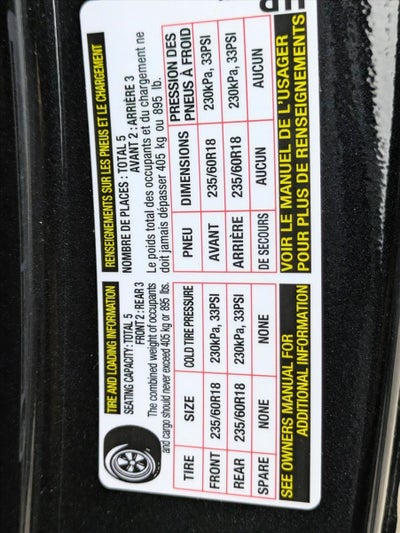 TIRE AND LOADING INFORMATION
SEATING CAPACITY: TOTAL 5
FRONT 2 : REAR 3
The combined weight of occupants
and cargo should never exceed 405 kg or 895 lbs.
TIRE SIZE COLD TIRE PRESSURE
FRONT 235/60R18 230kPa, 33PSI
REAR 235/60R18 230kPa, 33PSI
SPARE NONE NONE
SEE OWNERS MANUAL FOR
ADDITIONAL INFORMATION
RENSEIGNEMENTS SUR LES PNEUS ET LE CHARGEMENT
NOMBRE DE PLACES : TOTAL 5
AVANT 2 : ARRIÈRE 3
Le poids total des occupants et du chargement ne
doit jamais dépasser 405 kg ou 895 lb.
PNEU DIMENSIONS PRESSION DES
PNEUS À FROID
AVANT 235/60R18 230kPa, 33PSI
ARRIÈRE 235/60R18 230kPa, 33PSI
DE SECOURS AUCUN AUCUN
VOIR LE MANUEL DE L'USAGER
POUR PLUS DE RENSEIGNEMENTS